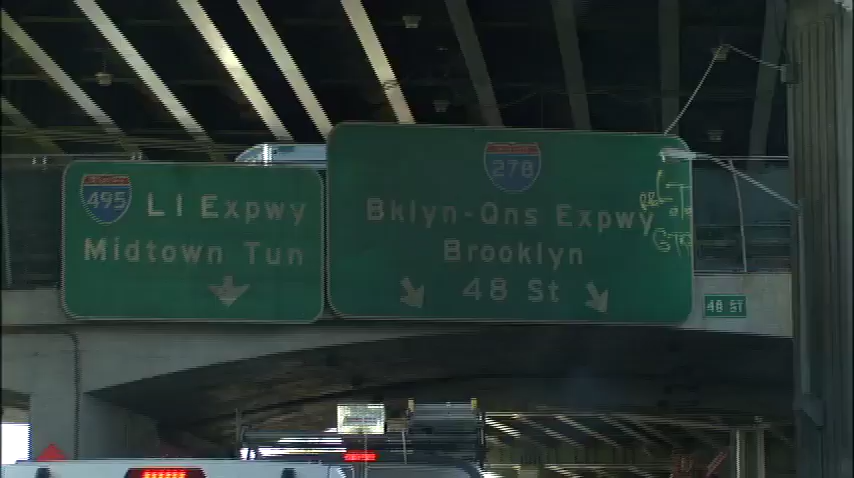 495
LI Expwy
Midtown Tun
278
Bklyn-Qns Expwy
Brooklyn
48 St
48 ST